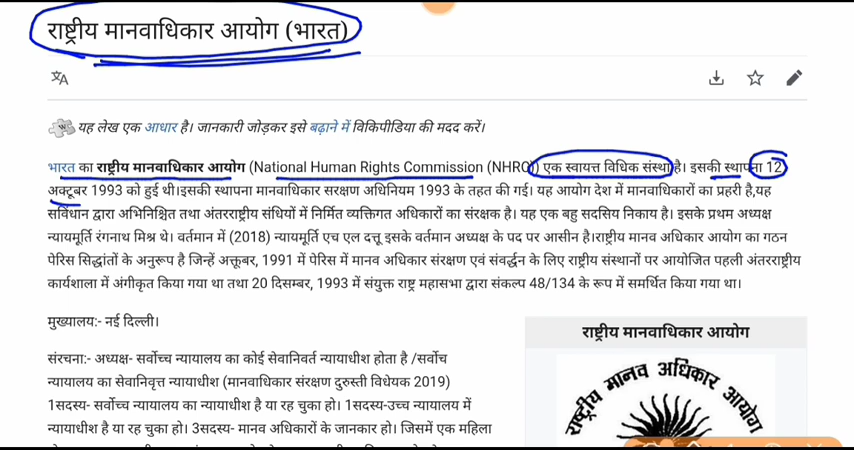 राष्ट्रीय मानवाधिकार आयोग (भारत)
यह लेख एक आधार है। जानकारी जोड़कर इसे बढ़ाने में विकिपीडिया की मदद करें।
भारत का राष्ट्रीय मानवाधिकार आयोग (National Human Rights Commission (NHRC)) एक स्वायत्त विधिक संस्था है। इसकी स्थापना 12
अक्टूबर 1993 को हुई थी।इसकी स्थापना मानवाधिकार सरक्षण अधिनियम 1993 के तहत की गई। यह आयोग देश में मानवाधिकारों का प्रहरी है,यह
सविंधान द्वारा अभिनिश्चित तथा अंतरराष्ट्रीय संधियों में निर्मित व्यक्तिगत अधिकारों का संरक्षक है। यह एक बहु सदसिय निकाय है। इसके प्रथम अध्यक्ष
न्यायमूर्ति रंगनाथ मिश्र थे। वर्तमान में (2018) न्यायमूर्ति एच एल दत्तू इसके वर्तमान अध्यक्ष के पद पर आसीन है।राष्ट्रीय मानव अधिकार आयोग का गठन
पेरिस सिद्धांतों के अनुरूप है जिन्हें अक्तूबर, 1991 में पेरिस में मानव अधिकार संरक्षण एवं संवर्द्धन के लिए राष्ट्रीय संस्थानों पर आयोजित पहली अंतरराष्ट्रीय
कार्यशाला में अंगीकृत किया गया था तथा 20 दिसम्बर, 1993 में संयुक्त राष्ट्र महासभा द्वारा संकल्प 48/134 के रूप में समर्थित किया गया था।
मुख्यालय:- नई दिल्ली।
संरचना:- अध्यक्ष- सर्वोच्च न्यायालय का कोई सेवानिवर्त न्यायाधीश होता है /सर्वोच
न्यायालय का सेवानिवृत्त न्यायाधीश (मानवाधिकार संरक्षण दुरुस्ती विधेयक 2019)
1सदस्य- सर्वोच्च न्यायालय का न्यायाधीश है या रह चुका हो। 1सदस्य-उच्च न्यायालय में
न्यायाधीश है या रह चुका हो। 3सदस्य- मानव अधिकारों के जानकार हो। जिसमें एक महिला
राष्ट्रीय मानवाधिकार आयोग
राष्ट्रीय मानव अधिकार आयोग